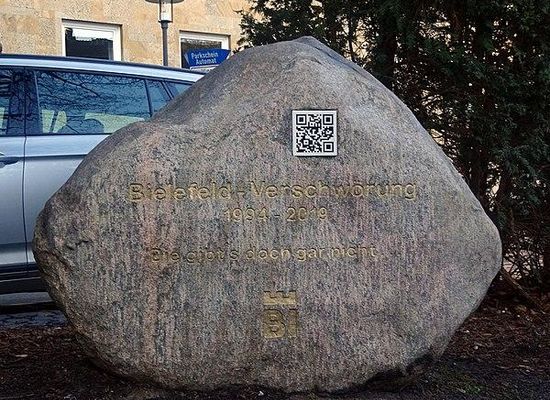 Parkschein
Automat
Bielefeld-Verschwörung
1994 - 2019
Die gibt's doch gar nicht
BI